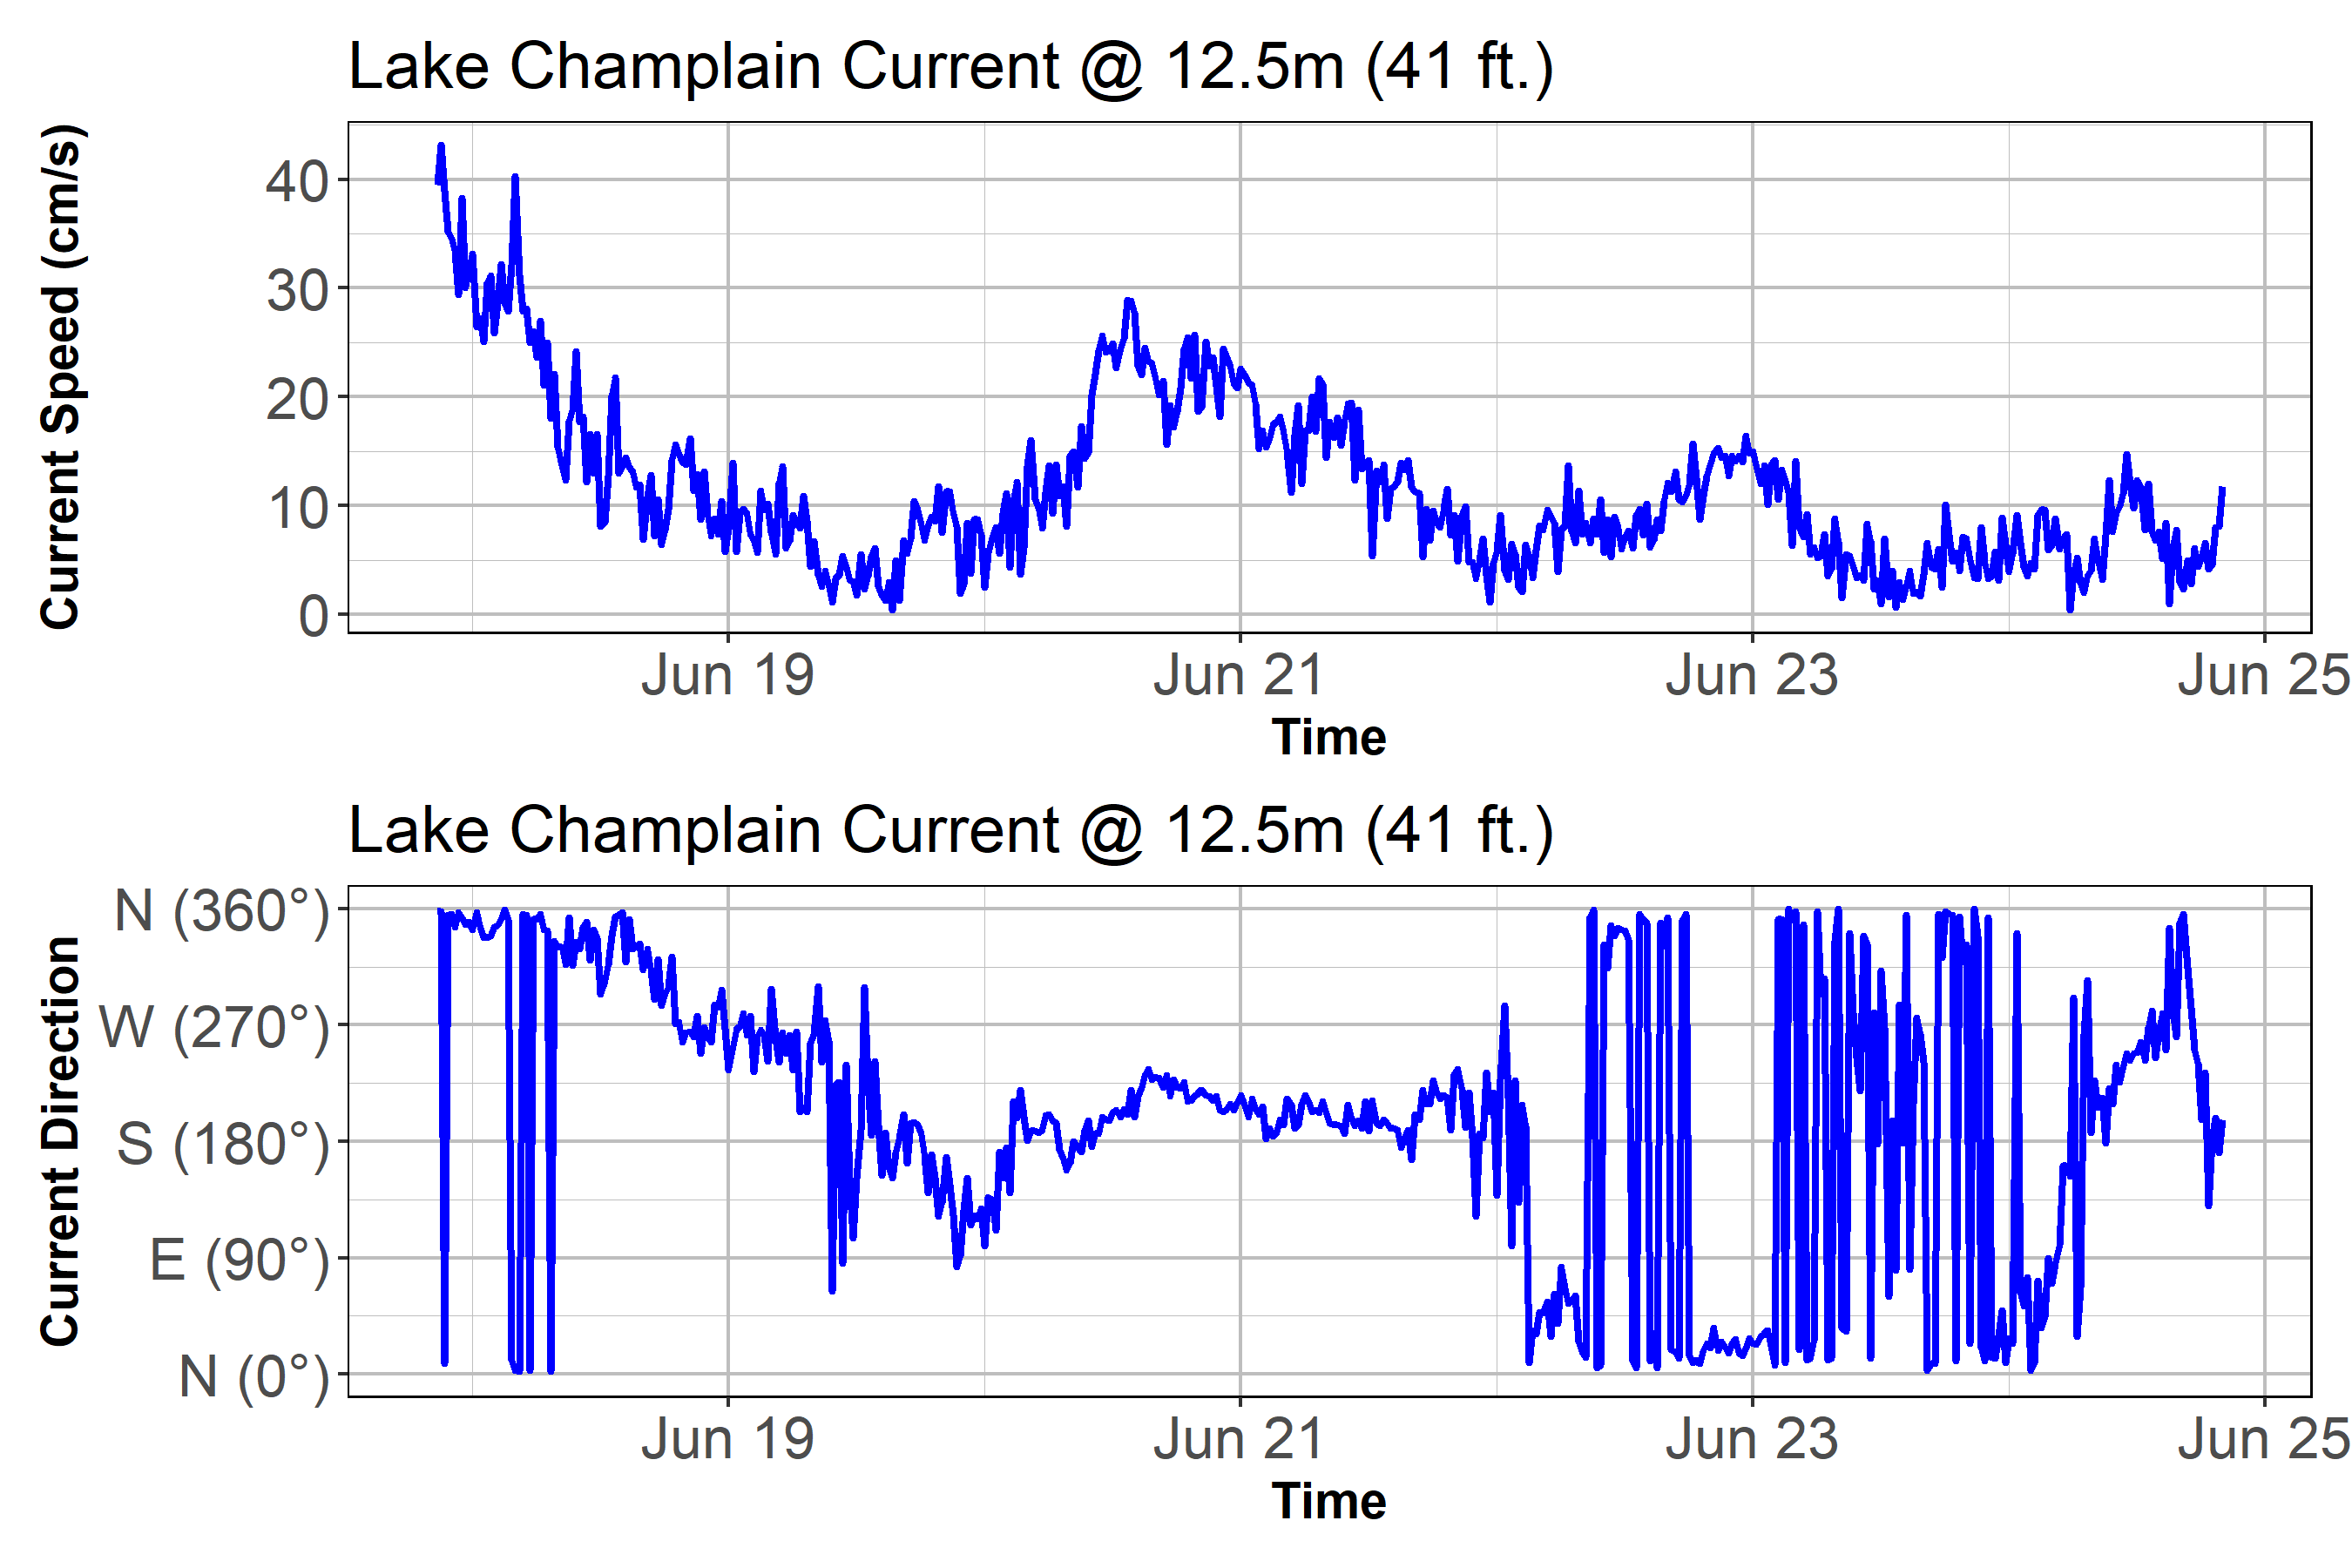 Lake Champlain Current @ 12.5m (41 ft.)
Current Speed (cm/s)
40
30
20
10
0
Jun 19 Jun 21 Jun 23 Jun 25
Time
Lake Champlain Current @ 12.5m (41 ft.)
Current Direction
N (360°)
W (270°)
S (180°)
E (90°)
N (0°)
Jun 19 Jun 21 Jun 23 Jun 25
Time